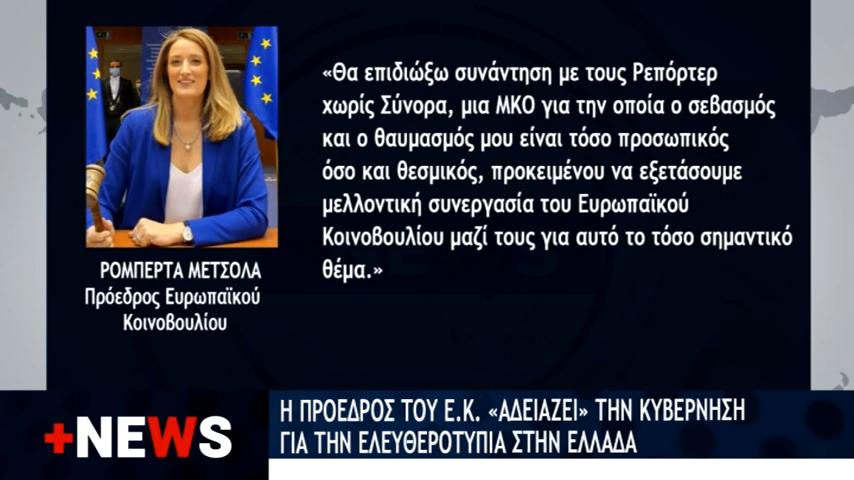 «Θα επιδιώξω συνάντηση με τους Ρεπόρτερ
χωρίς Σύνορα, μια ΜΚΟ για την οποία ο σεβασμός
και ο θαυμασμός μου είναι τόσο προσωπικός
όσο και θεσμικός, προκειμένου να εξετάσουμε
μελλοντική συνεργασία του Ευρωπαϊκού
Κοινοβουλίου μαζί τους για αυτό το τόσο σημαντικό
θέμα.»
ΡΟΜΠΕΡΤΑ ΜΕΤΣΟΛΑ
Πρόεδρος Ευρωπαϊκού
Κοινοβουλίου
+NEWS
Η ΠΡΟΕΔΡΟΣ ΤΟΥ Ε.Κ. «ΑΔΕΙΑΖΕΙ» ΤΗΝ ΚΥΒΕΡΝΗΣΗ
ΓΙΑ ΤΗΝ ΕΛΕΥΘΕΡΟΤΥΠΙΑ ΣΤΗΝ ΕΛΛΑΔΑ